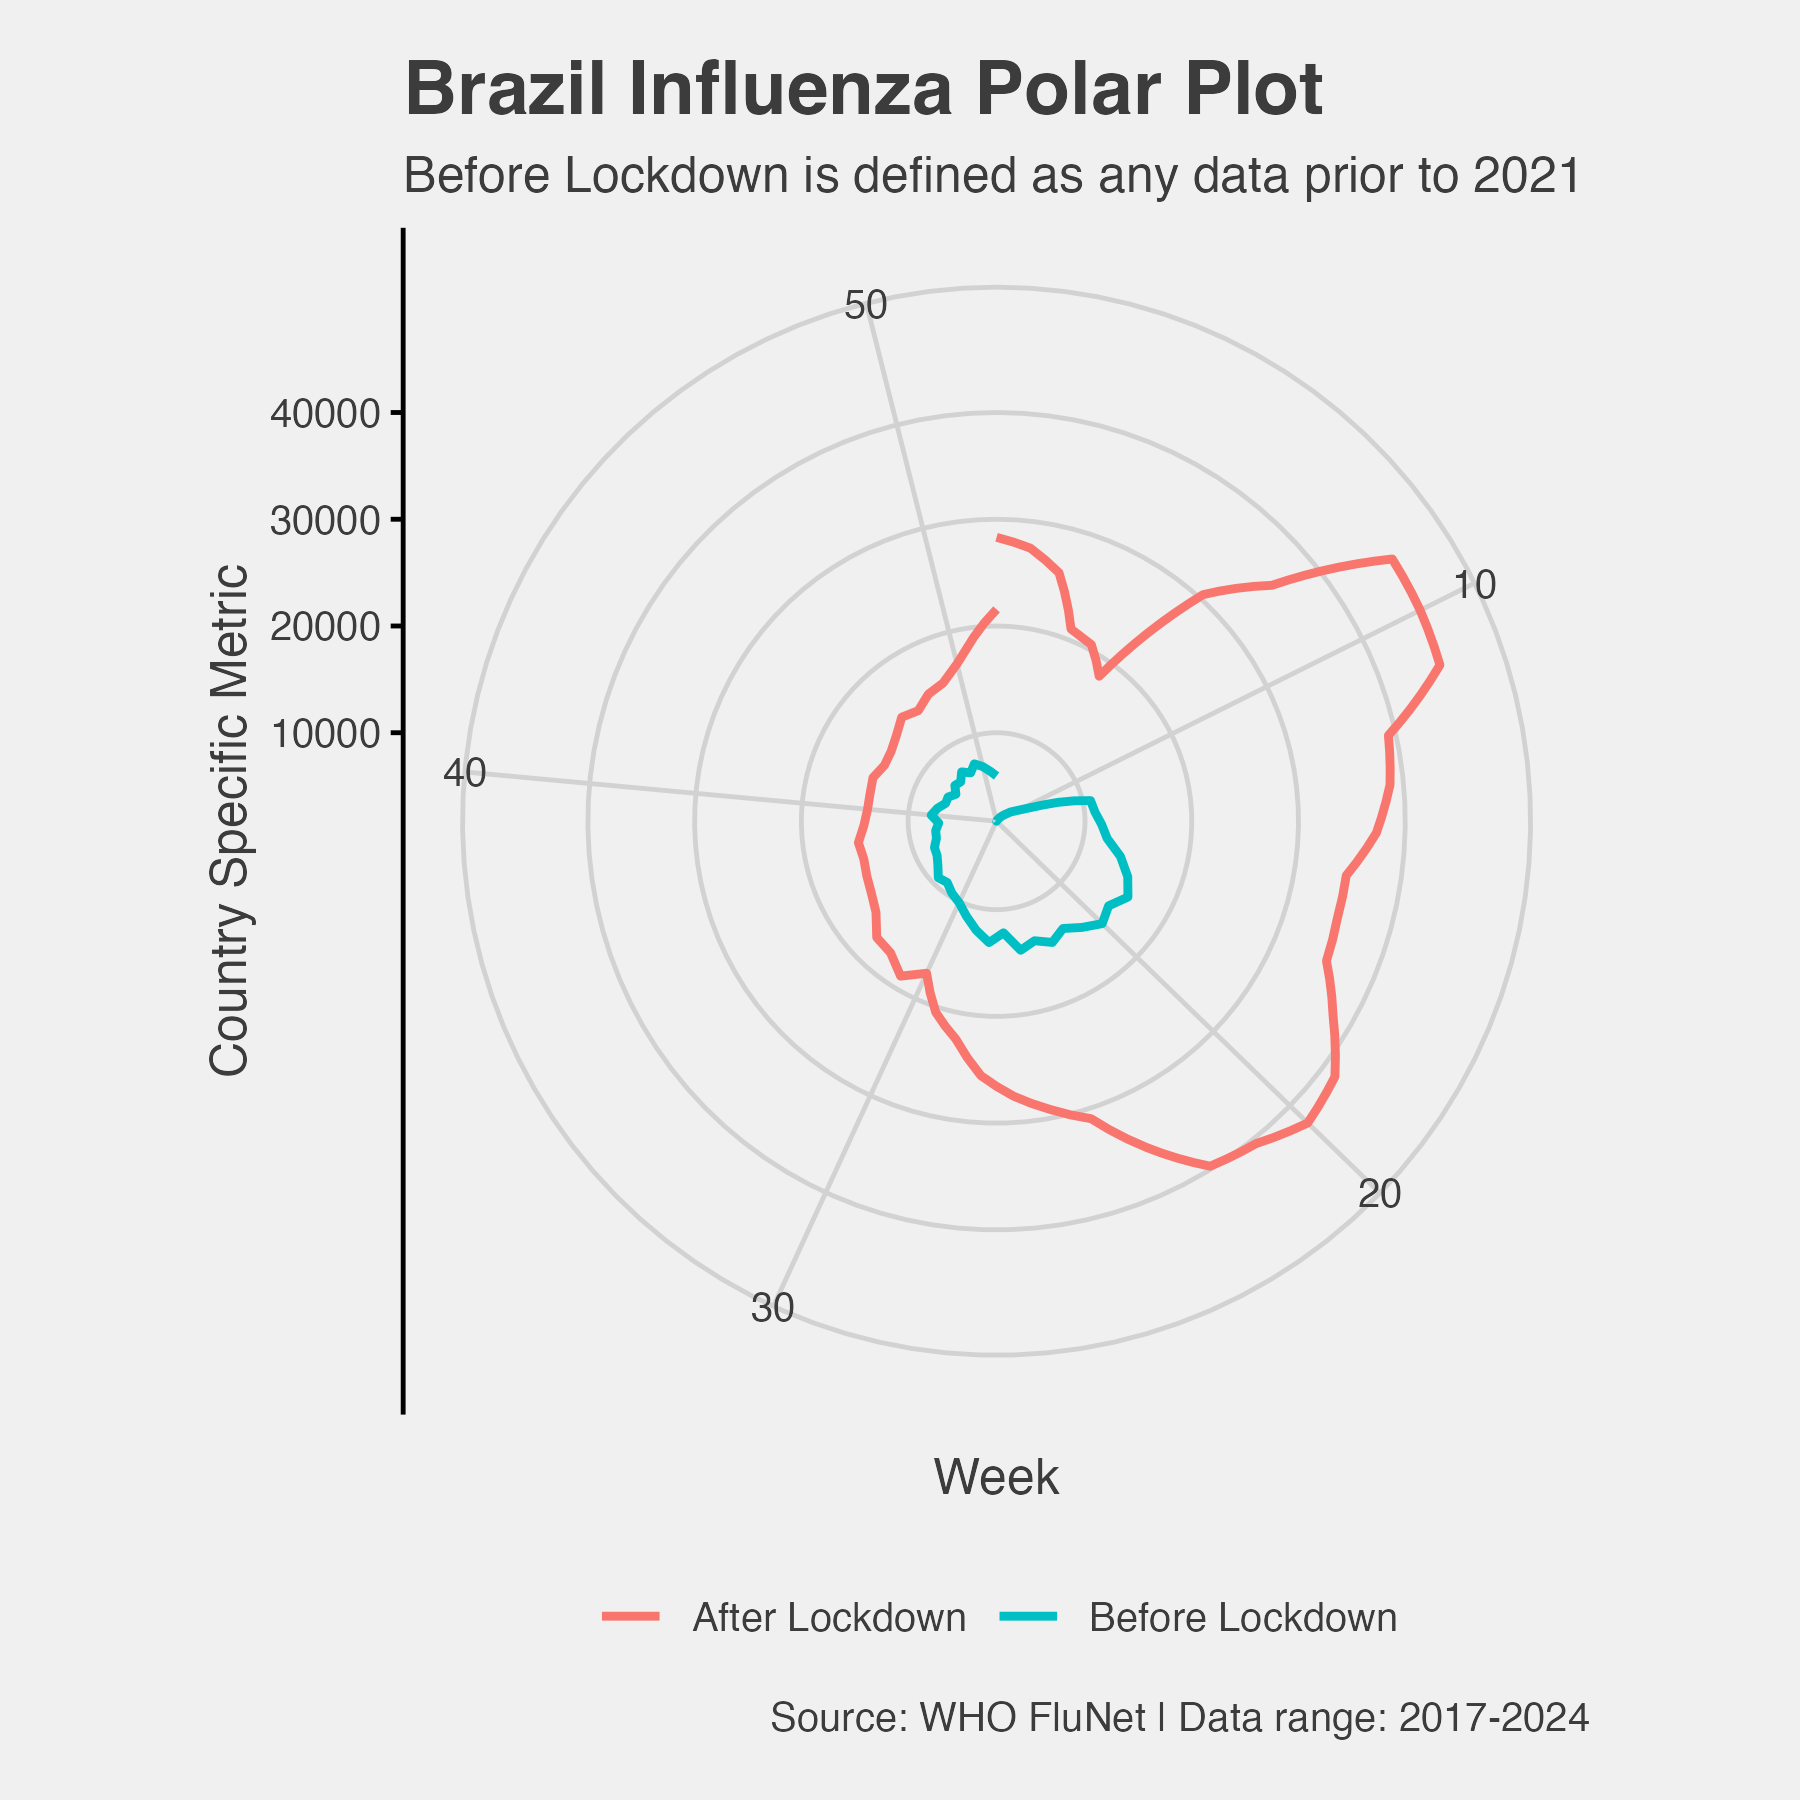 Brazil Influenza Polar Plot
Before Lockdown is defined as any data prior to 2021
50
40000
30000
10
20000
10000
40
20
30
Country Specific Metric
Week
After Lockdown
Before Lockdown
Source: WHO FluNet | Data range: 2017-2024